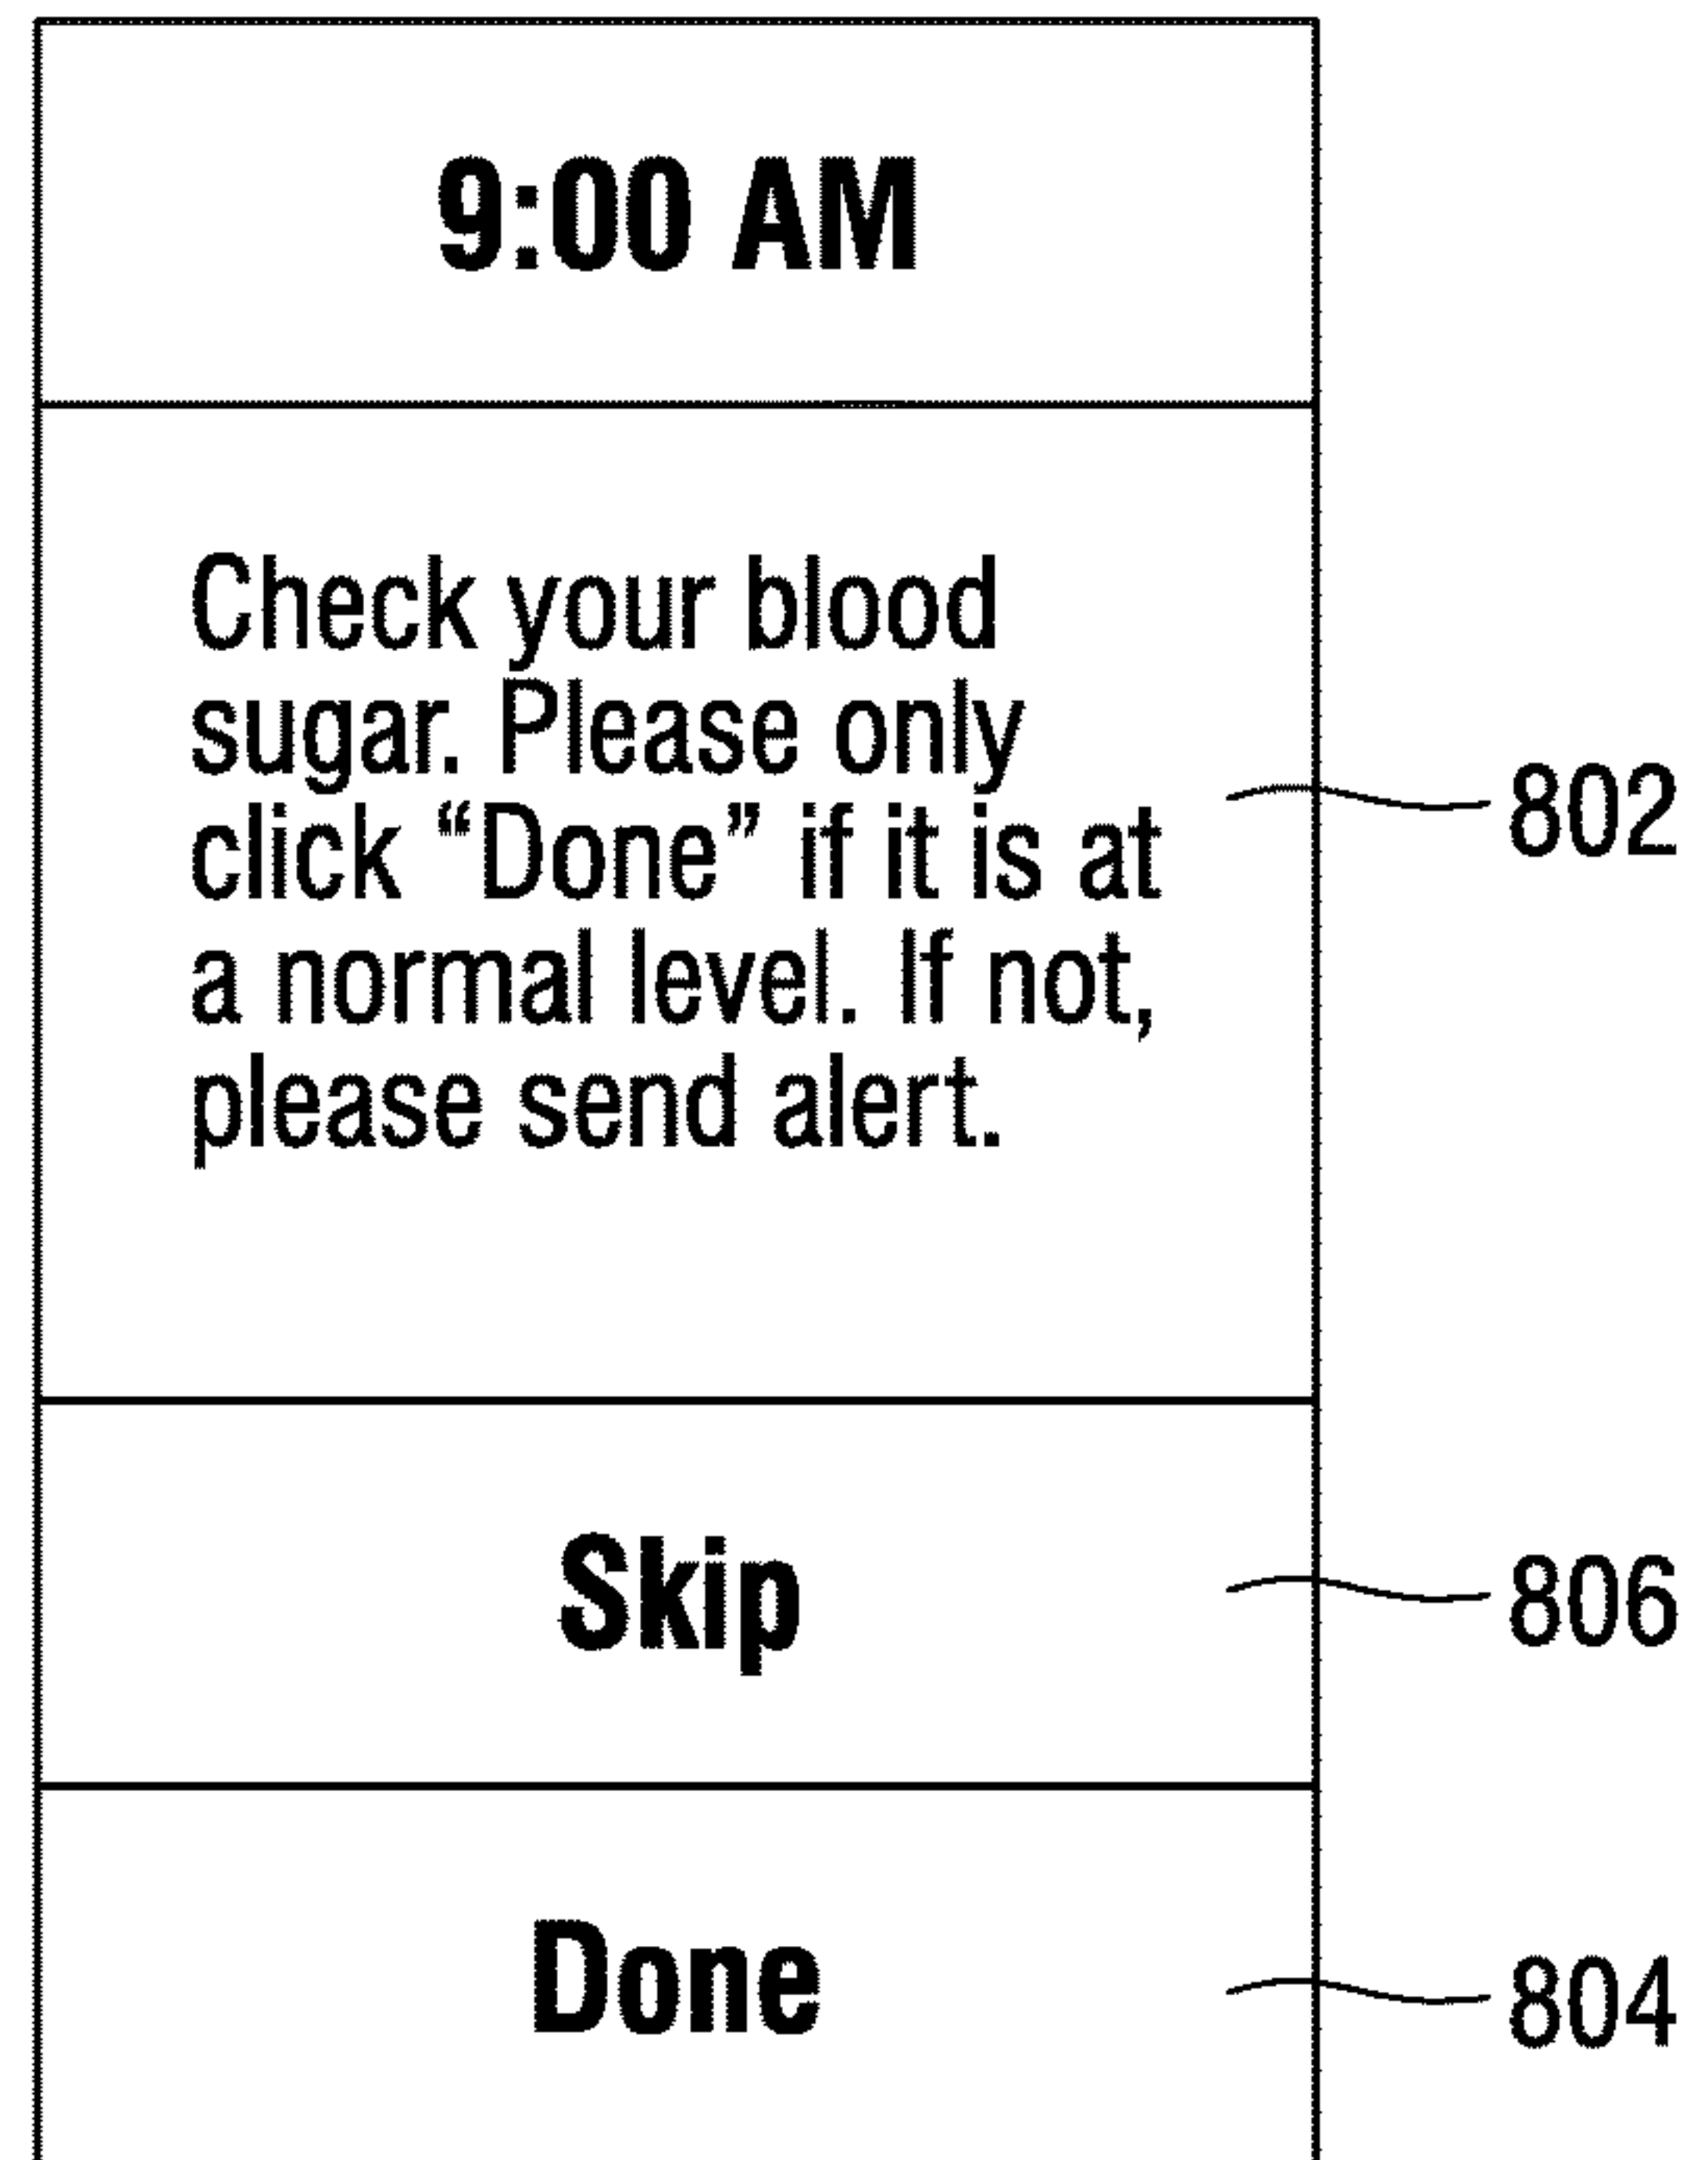 9:00 AM
Check your blood
sugar. Please only
click “Done” if it is at
a normal level. If not,
please send alert.
802
Skip
806
Done
804